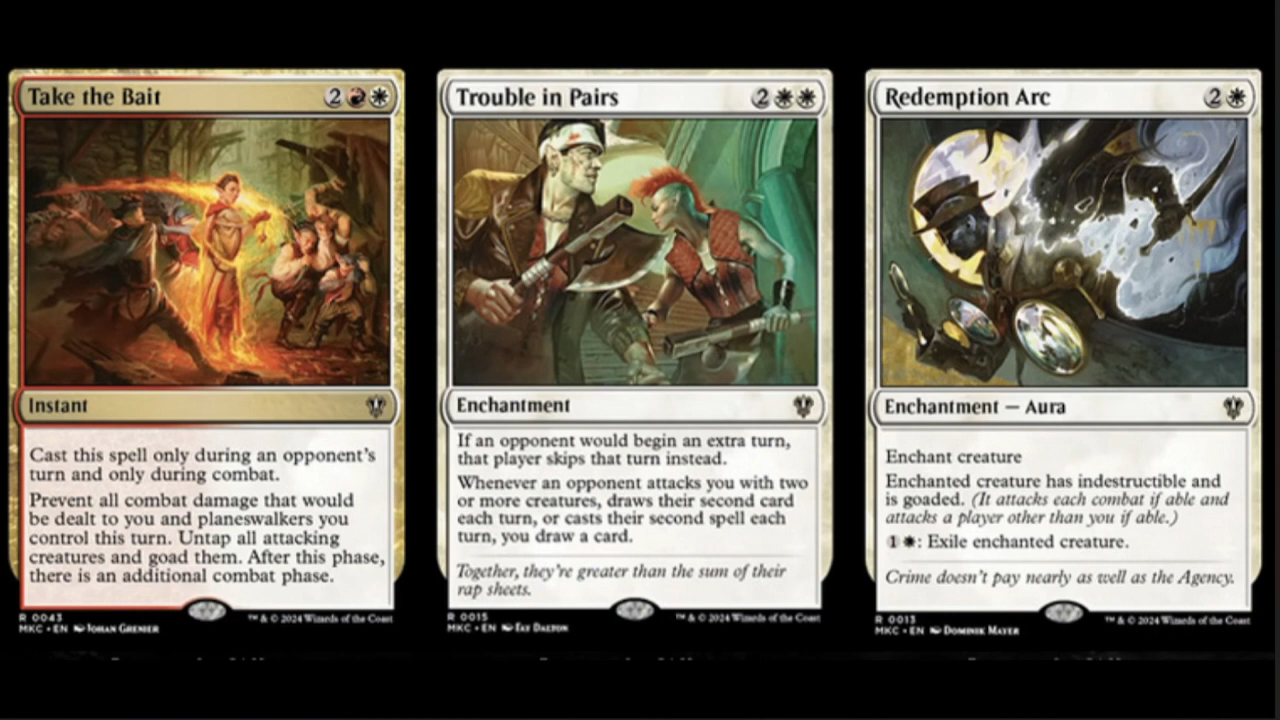 Take the Bait 2
Instant
Cast this spell only during an opponent's
turn and only during combat.
Prevent all combat damage that would
be dealt to you and planeswalkers you
control this turn. Untap all attacking
creatures and goad them. After this phase,
there is an additional combat phase.
R 0043
MKC • EN Johan Grenier
™ & © 2024 Wizards of the Coast
Trouble in Pairs 2
Enchantment
If an opponent would begin an extra turn,
that player skips that turn instead.
Whenever an opponent attacks you with two
or more creatures, draws their second card
each turn, or casts their second spell each
turn, you draw a card.
Together, they're greater than the sum of their
rap sheets.
R 0015
MKC • EN Fay Dalton
™ & © 2024 Wizards of the Coast
Redemption Arc 2
Enchantment — Aura
Enchant creature
Enchanted creature has indestructible and
is goaded. (It attacks each combat if able and
attacks a player other than you if able.)
1 : Exile enchanted creature.
Crime doesn't pay nearly as well as the Agency.
R 0013
MKC • EN Dominik Mayer
™ & © 2024 Wizards of the Coast